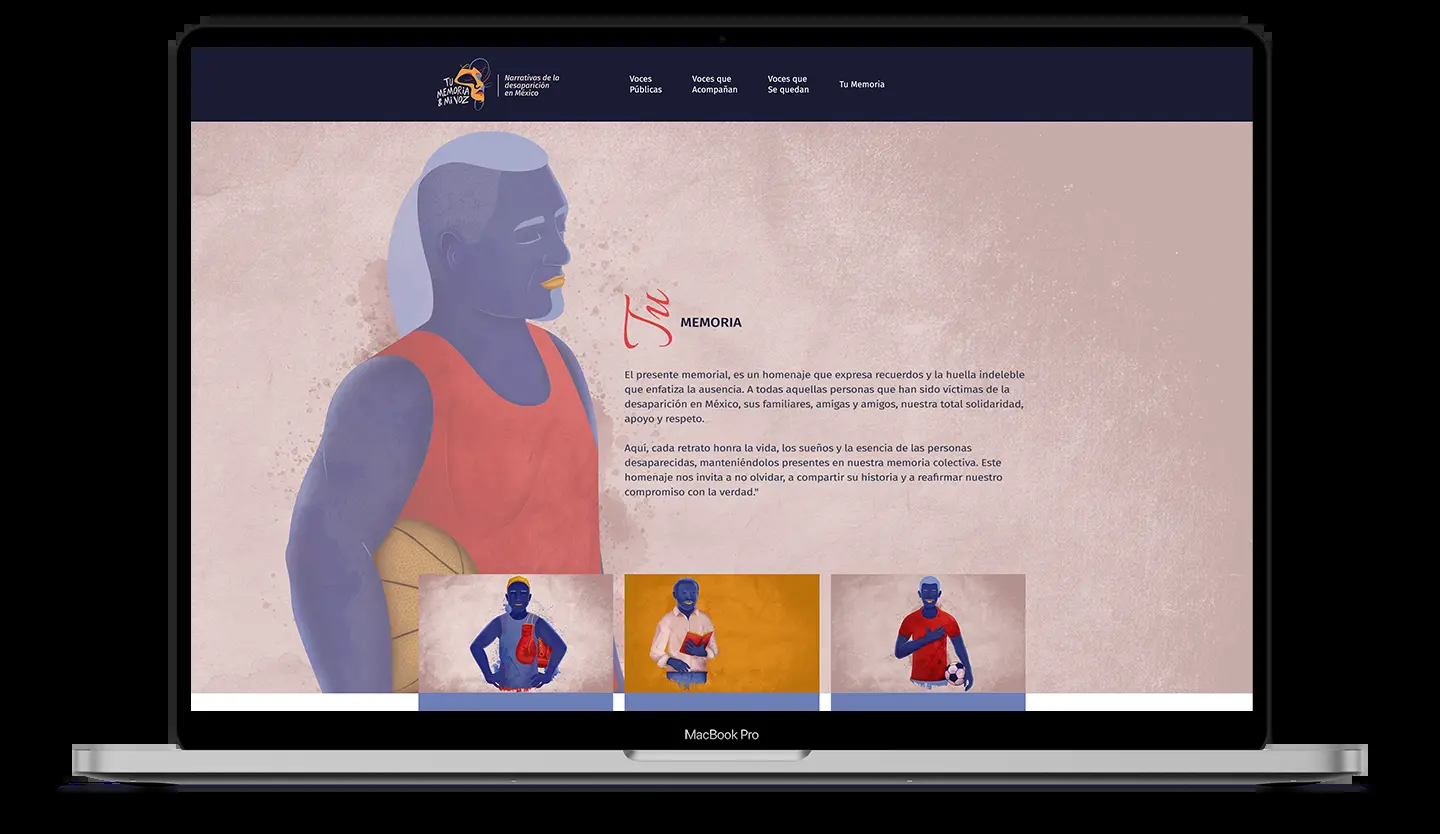 TU
MEMORIA
& Mi VOZ
Narrativas de la
desaparición
en México
Voces
Públicas
Voces que
Acompañan
Voces que
Se quedan
Tu Memoria
Tu MEMORIA
El presente memorial, es un homenaje que expresa recuerdos y la huella indeleble
que enfatiza la ausencia. A todas aquellas personas que han sido víctimas de la
desaparición en México, sus familiares, amigas y amigos, nuestra total solidaridad,
apoyo y respeto.
Aquí, cada retrato honra la vida, los sueños y la esencia de las personas
desaparecidas, manteniéndolos presentes en nuestra memoria colectiva. Este
homenaje nos invita a no olvidar, a compartir su historia y a reafirmar nuestro
compromiso con la verdad."
MacBook Pro